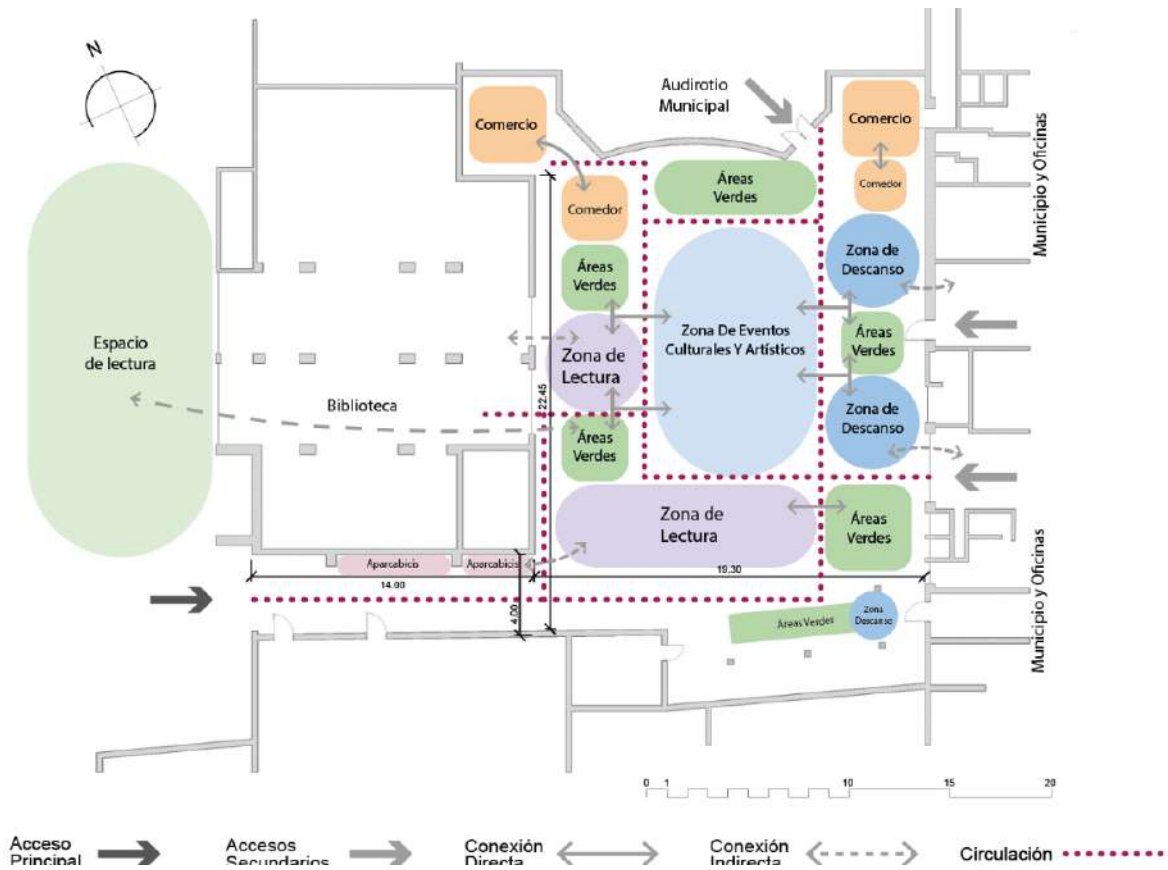 N
Audirotio
Municipal
Comercio
Comercio
Áreas
Verdes
Comedor
Comedor
Municipio y Oficinas
Zona de
Descanso
Áreas
Verdes
Espacio
de lectura
Zona De Eventos
Culturales Y Artísticos
Áreas
Verdes
Zona de
Lectura
22.45
Biblioteca
Zona de
Descanso
Áreas
Verdes
Zona de
Lectura
Áreas
Verdes
Aparcabicis
Aparcabicis
14.00
19.30
4.00
Áreas Verdes
Zona
Descanso
Municipio y Oficinas
0 1 10 15 20
Acceso
Principal
Accesos
Secundarios
Conexión
Directa
Conexión
Indirecta
Circulación